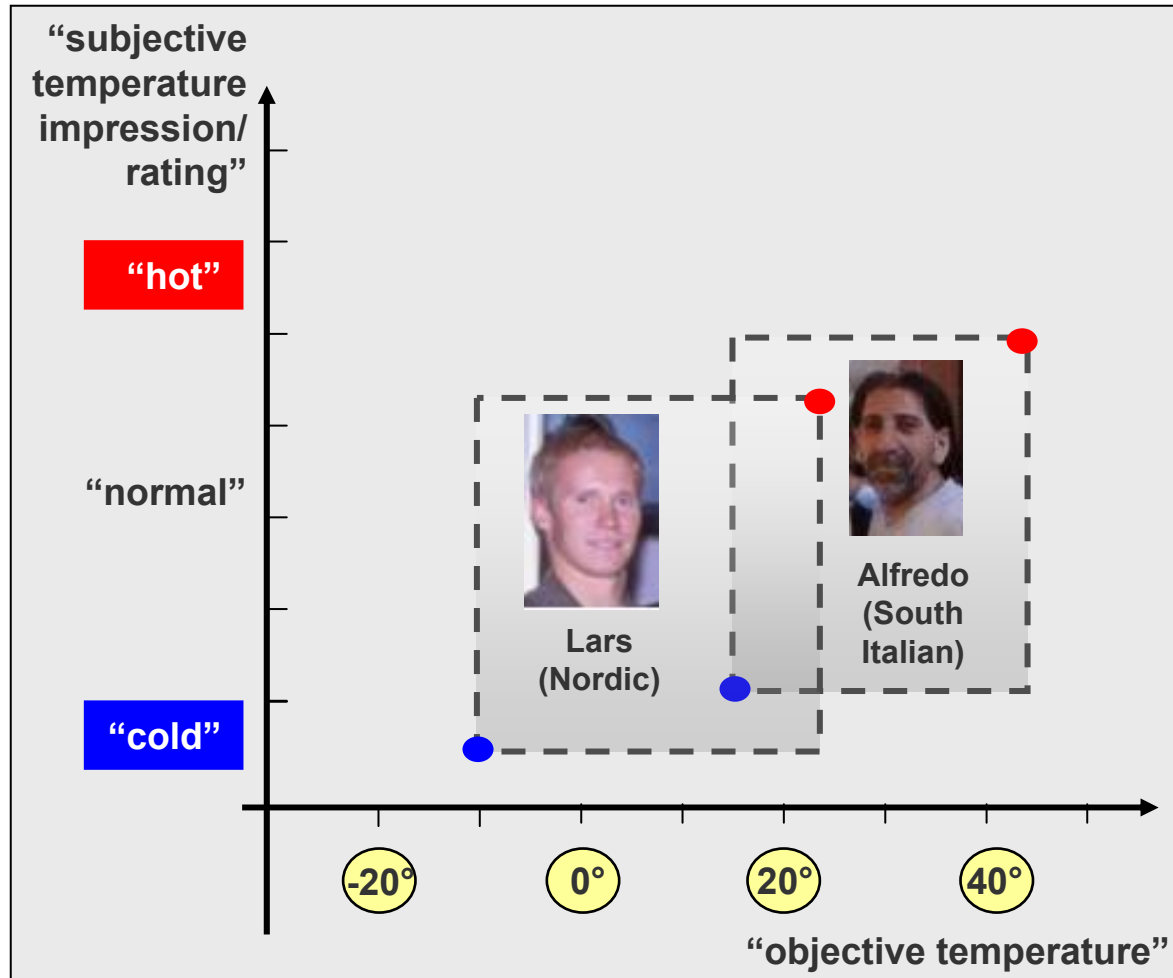 “subjective
temperature
impression/
rating”
“hot”
“normal”
“cold”
Lars
(Nordic)
Alfredo
(South
Italian)
-20°
0°
20°
40°
“objective temperature”